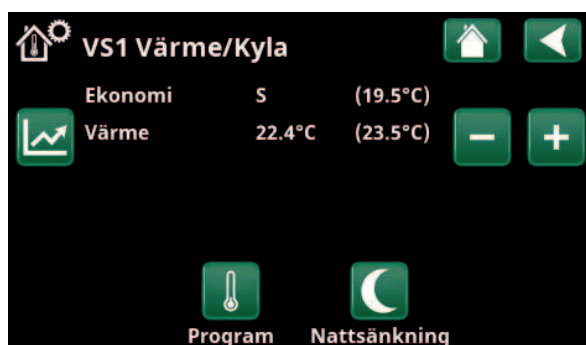 VS1 Värme/Kyla
Ekonomi S (19.5°C)
Värme 22.4°C (23.5°C)
Program Nattsänkning